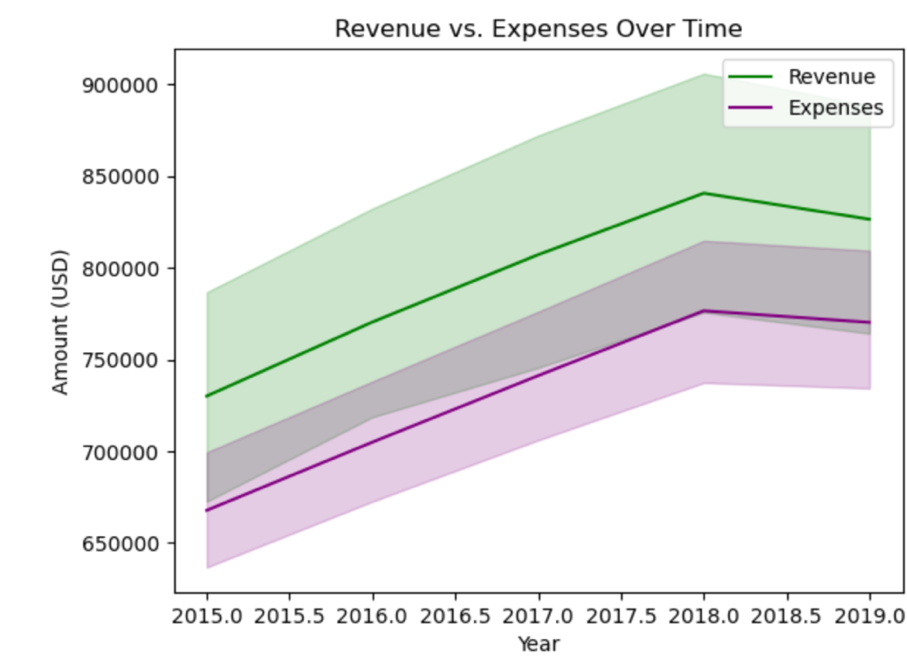 Revenue vs. Expenses Over Time
Revenue
Expenses
900000
850000
800000
750000
700000
650000
Amount (USD)
2015.0 2015.5 2016.0 2016.5 2017.0 2017.5 2018.0 2018.5 2019.0
Year